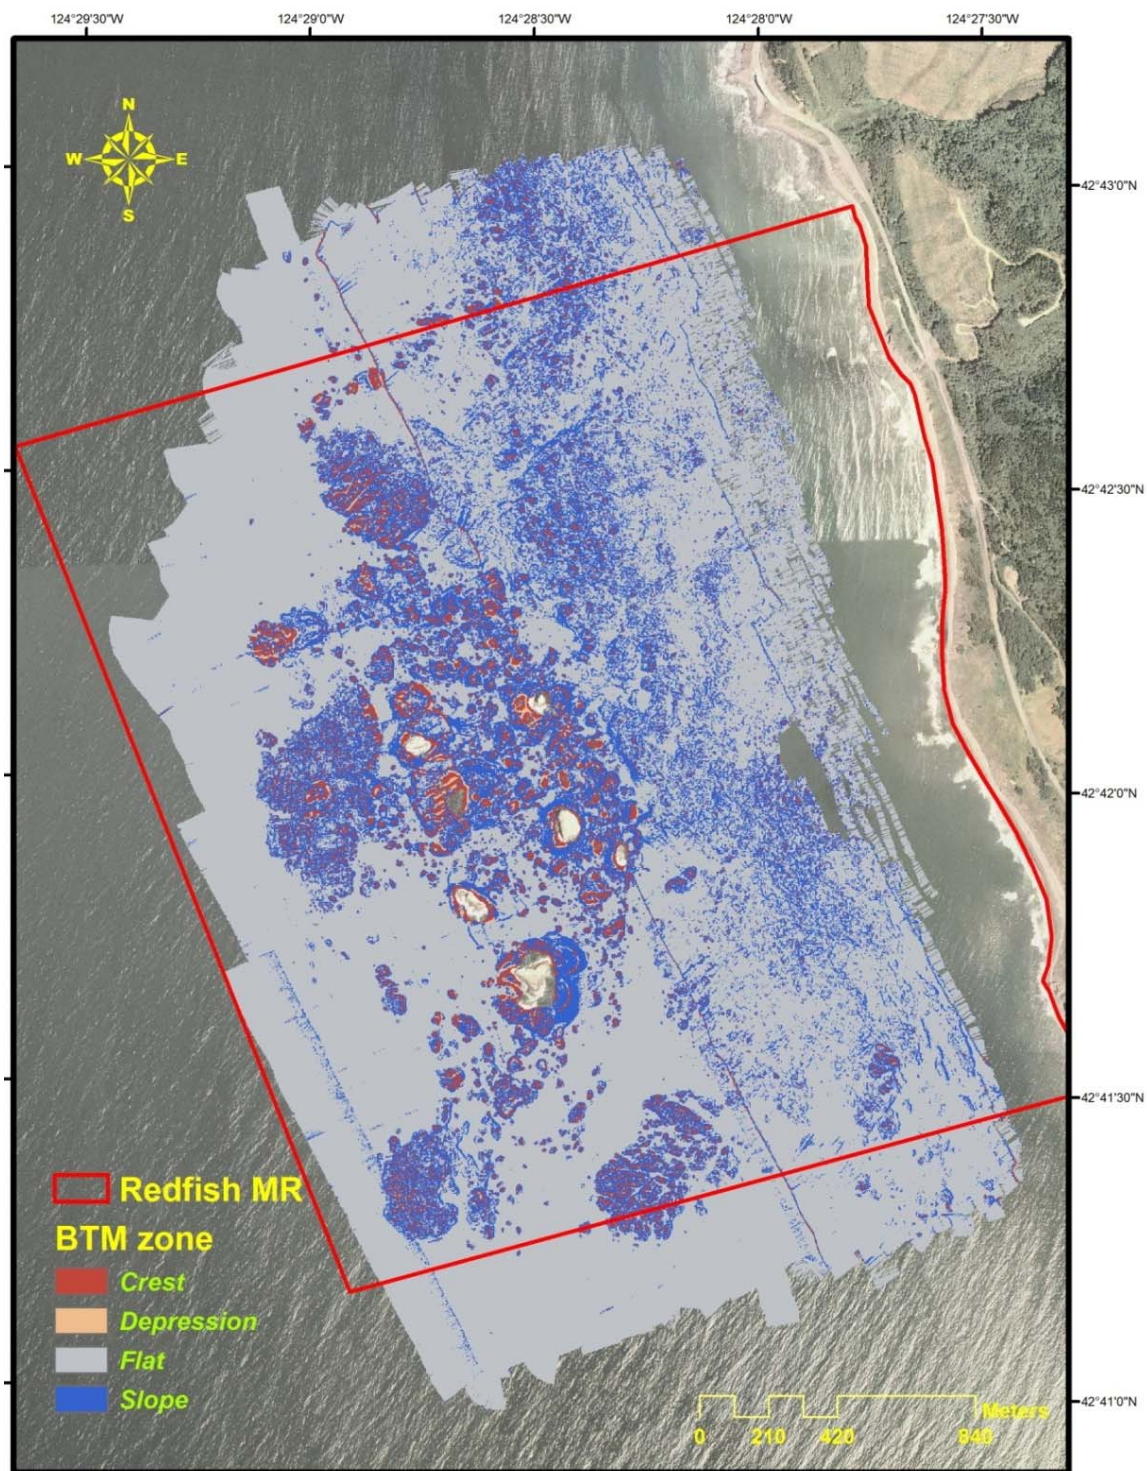 124°29'30"W 124°29'0"W 124°28'30"W 124°28'0"W 124°27'30"W
N
W E
S
42°43'0"N
42°42'30"N
42°42'0"N
42°41'30"N
Redfish MR
BTM zone
Crest
Depression
Flat
Slope
42°41'0"N
Meters
0 210 420 840